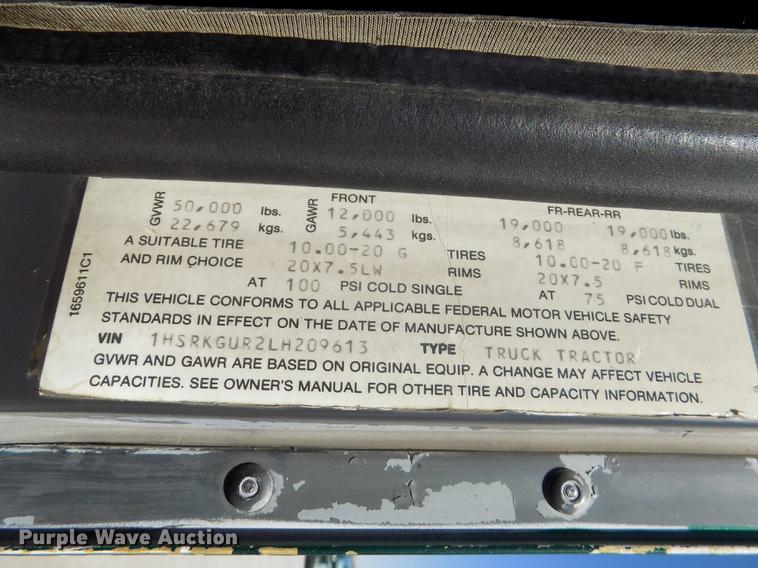 FRONT FR-REAR-RR
GVWR 50,000 lbs. GAWR 12,000 lbs. 19,000 19,000 lbs.
22,679 kgs. 5,443 kgs. 8,618 8,618 kgs.
A SUITABLE TIRE 10.00-20 G TIRES 10.00-20 F TIRES
AND RIM CHOICE 20X7.5LW RIMS 20X7.5 RIMS
AT 100 PSI COLD SINGLE AT 75 PSI COLD DUAL
THIS VEHICLE CONFORMS TO ALL APPLICABLE FEDERAL MOTOR VEHICLE SAFETY
STANDARDS IN EFFECT ON THE DATE OF MANUFACTURE SHOWN ABOVE.
VIN 1HSRKGUR2LH209613 TYPE TRUCK TRACTOR
GVWR AND GAWR ARE BASED ON ORIGINAL EQUIP. A CHANGE MAY AFFECT VEHICLE
CAPACITIES. SEE OWNER'S MANUAL FOR OTHER TIRE AND CAPACITY INFORMATION.
1659611C1
Purple Wave Auction